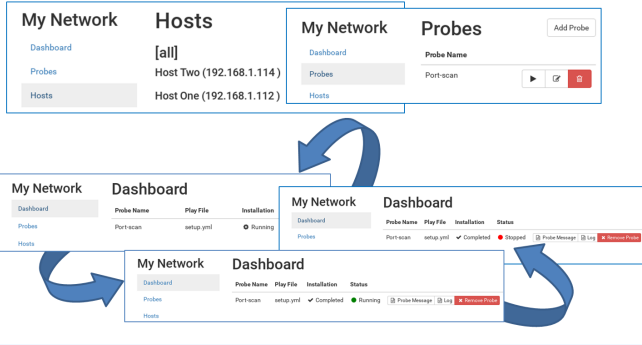 My Network
Dashboard
Probes
Hosts
Hosts
[all]
Host Two (192.168.1.114 )
Host One (192.168.1.112 )
My Network
Dashboard
Probes
Hosts
Probes
Add Probe
Probe Name
Port-scan
My Network
Dashboard
Probes
Hosts
Dashboard
Probe Name Play File Installation
Port-scan setup.yml Running
My Network
Dashboard
Probes
Dashboard
Probe Name Play File Installation Status
Port-scan setup.yml Completed Stopped Probe Message Log Remove Probe
My Network
Dashboard
Probes
Hosts
Dashboard
Probe Name Play File Installation Status
Port-scan setup.yml Completed Running Probe Message Log Remove Probe